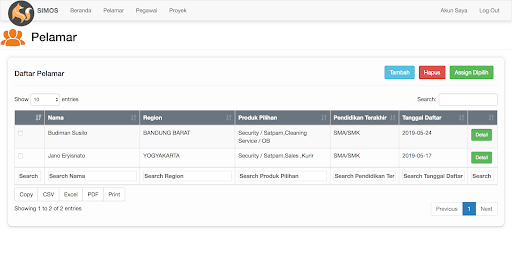 SIMOS Beranda Pelamar Pegawai Proyek Akun Saya Log Out
Pelamar
Daftar Pelamar Tambah Hapus Assign Dipilih
Show 10 entries Search:
Nama Region Produk Pilihan Pendidikan Terakhir Tanggal Daftar
Budiman Susilo BANDUNG BARAT Security / Satpam,Cleaning SMA/SMK 2019-05-24 Detail
Service / OB
Jano Eryisnato YOGYAKARTA Security / Satpam,Sales ,Kurir SMA/SMK 2019-05-17 Detail
Search Search Nama Search Region Search Produk Pilihan Search Pendidikan Ter Search Tanggal Daftar Search
Copy CSV Excel PDF Print
Showing 1 to 2 of 2 entries Previous 1 Next